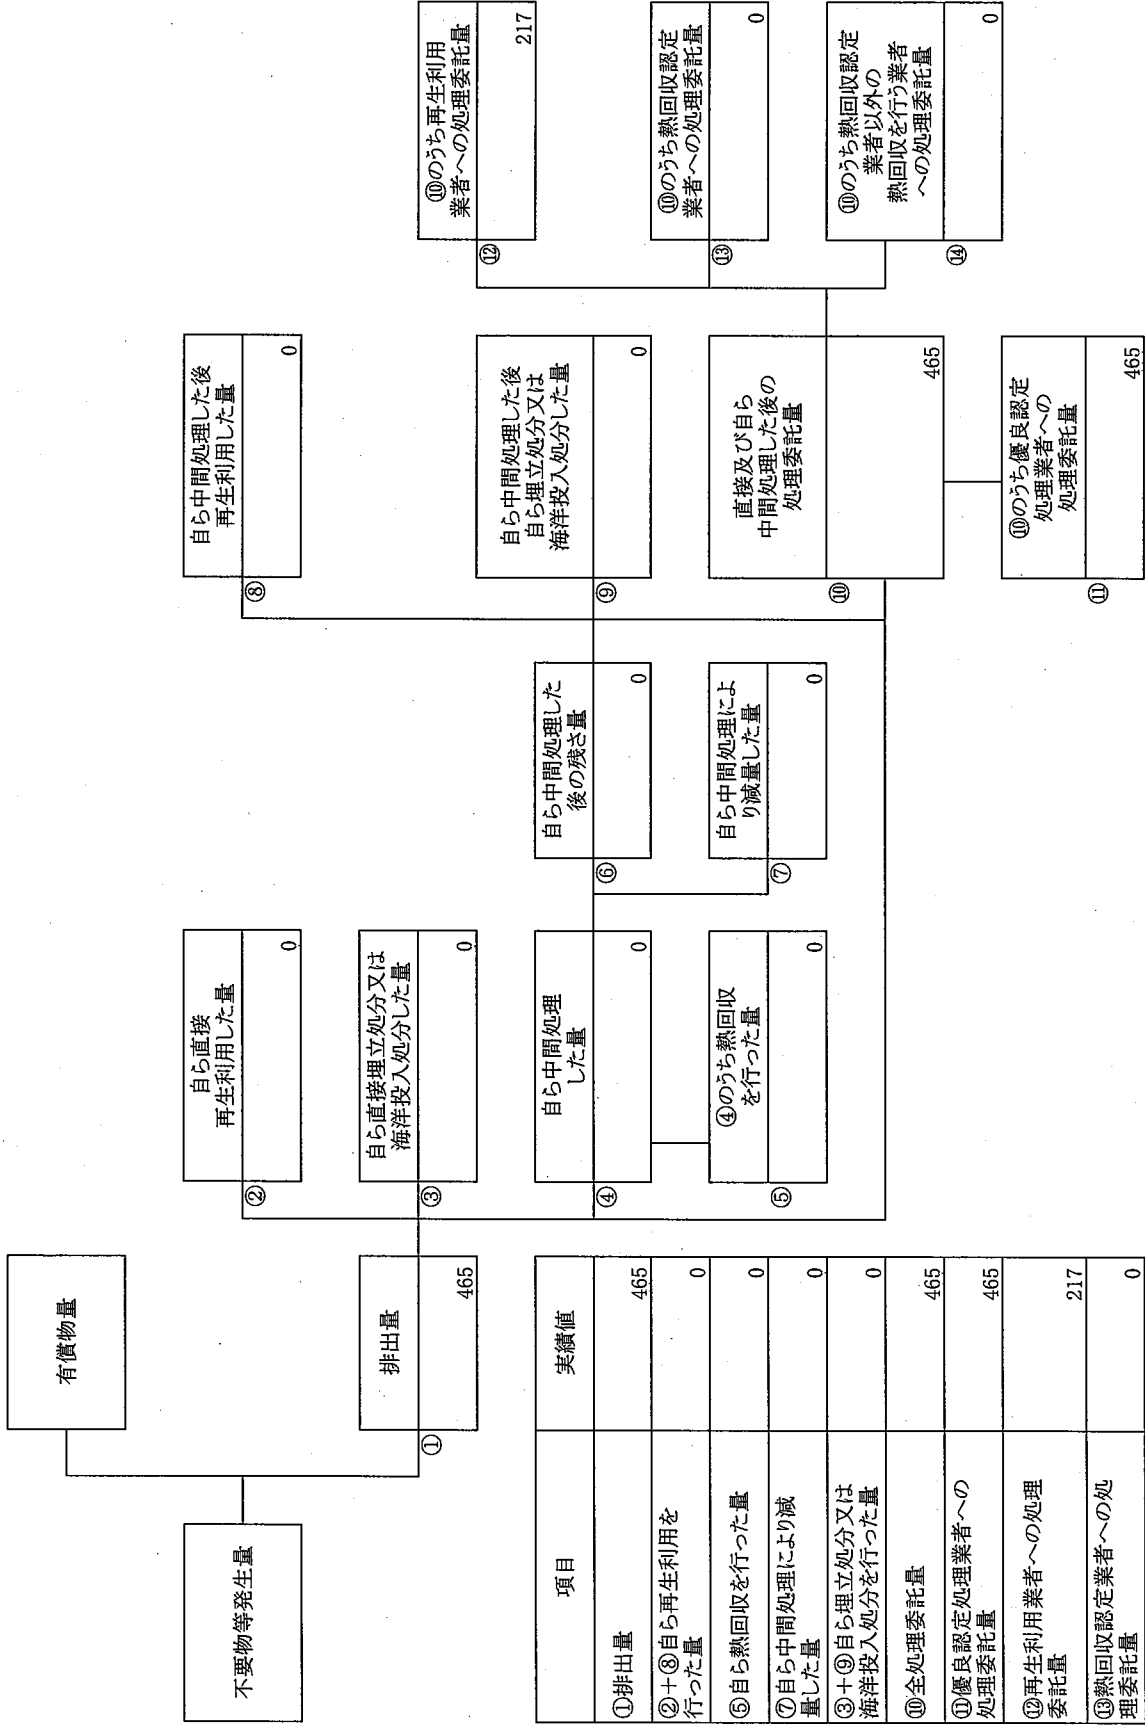 不要物等発生量
有償物量
排出量
①
465
自ら直接
再生利用した量
②
0
自ら直接埋立処分又は
海洋投入処分した量
③
0
自ら中間処理
した量
④
0
④のうち熱回収
を行った量
⑤
0
自ら中間処理した
後の残さ量
⑥
0
自ら中間処理によ
り減量した量
⑦
0
自ら中間処理した後
再生利用した量
⑧
0
自ら中間処理した後
自ら埋立処分又は
海洋投入処分した量
⑨
0
直接及び自ら
中間処理した後の
処理委託量
⑩
465
⑩のうち優良認定
処理業者への
処理委託量
⑪
465
⑩のうち再生利用
業者への処理委託量
⑫
217
⑩のうち熱回収認定
業者への処理委託量
⑬
0
⑩のうち熱回収認定
業者以外の
熱回収を行う業者
への処理委託量
⑭
0
項目 実績値
①排出量 465
②+⑧自ら再生利用を
行った量 0
⑤自ら熱回収を行った量 0
⑦自ら中間処理により減
量した量 0
③+⑨自ら埋立処分又は
海洋投入処分を行った量 0
⑩全処理委託量 465
⑪優良認定処理業者への
処理委託量 465
⑫再生利用業者への処理
委託量 217
⑬熱回収認定業者への処
理委託量 0